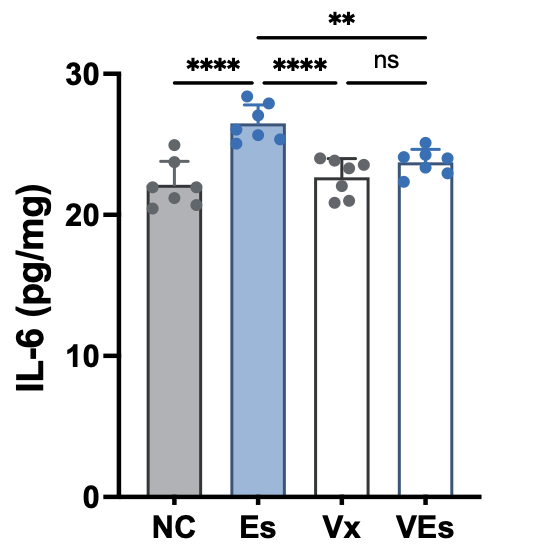 **
**** **** ns
30
20
10
0
IL-6 (pg/mg)
NC Es Vx VEs